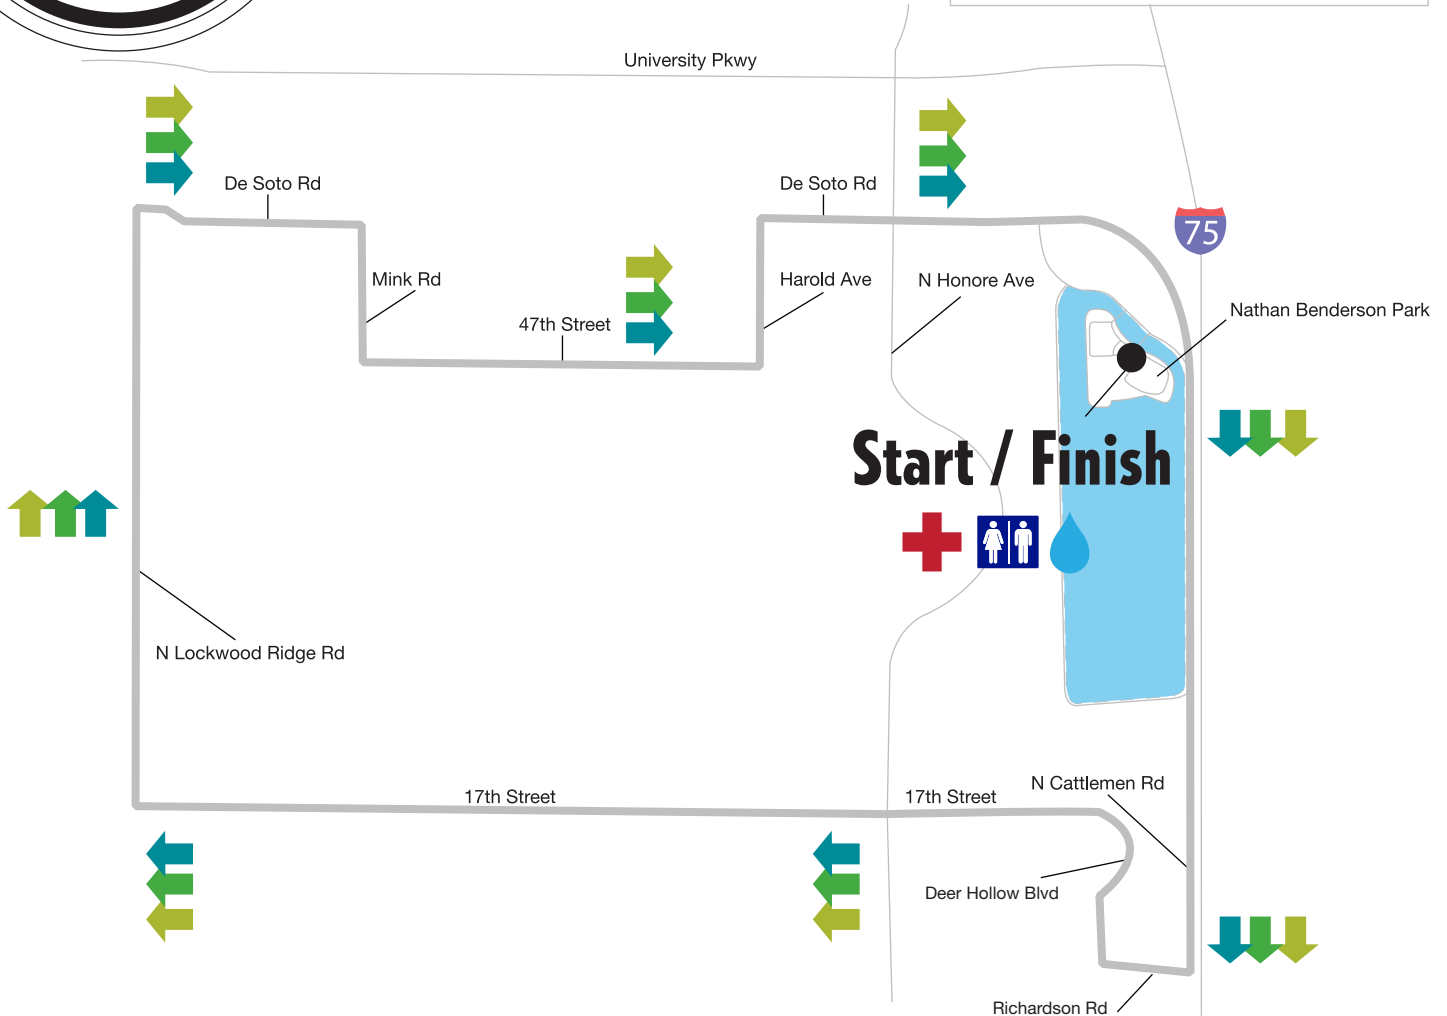 University Pkwy
De Soto Rd
De Soto Rd
75
Mink Rd
Harold Ave
N Honore Ave
Nathan Benderson Park
47th Street
Start / Finish
N Lockwood Ridge Rd
N Cattlemen Rd
17th Street
17th Street
Deer Hollow Blvd
Richardson Rd